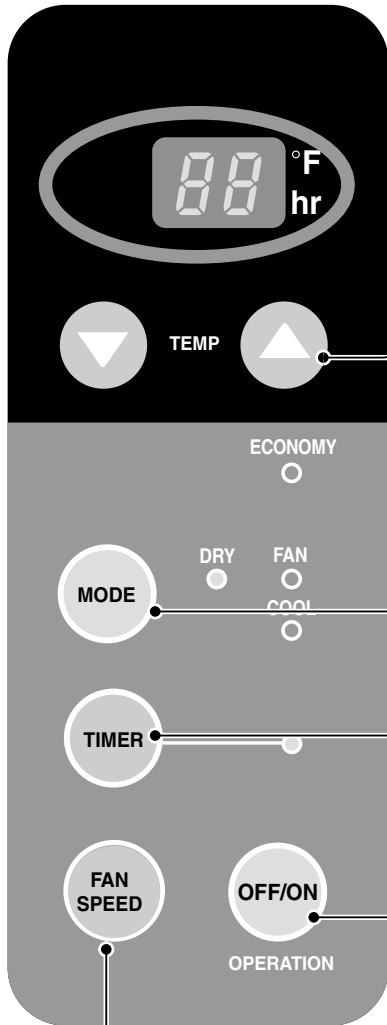 88 °F
hr
TEMP
ECONOMY
DRY FAN
MODE
COOL
TIMER
FAN
SPEED
OFF/ON
OPERATION